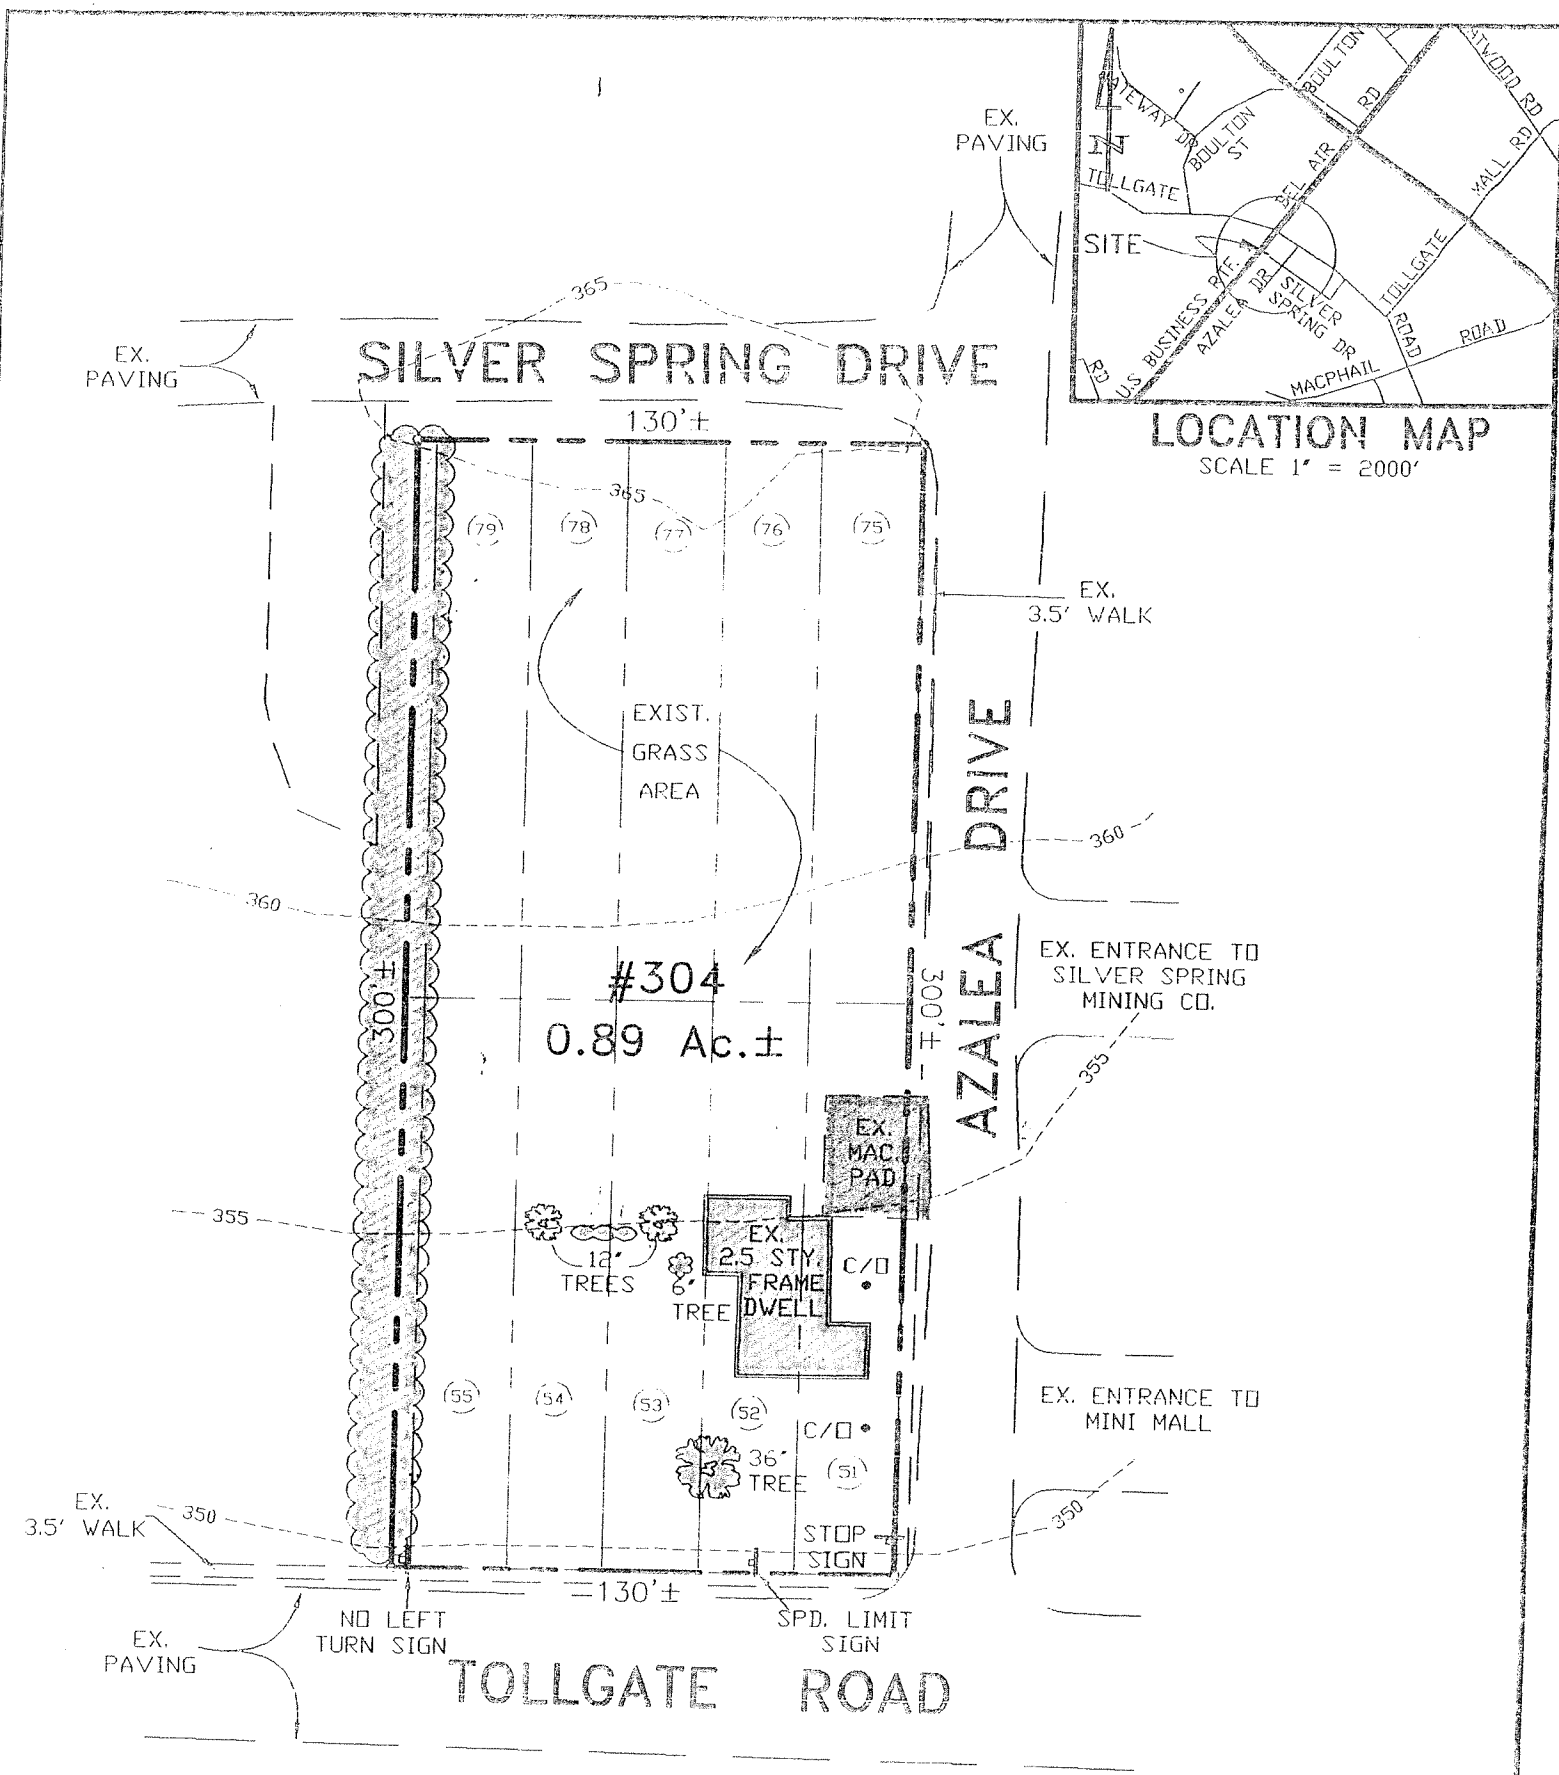 EX.
PAVING
GATEWAY DR
BOULTON
ST
BOULTON
RD
ATWOOD RD
N
TOLLGATE
BEL AIR
MALL RD
SITE
TOLLGATE
ROAD
U.S BUSINESS RTE. 1
AZALEA DR
SILVER
SPRING DR
ROAD
RD
MACPHAIL
LOCATION MAP
SCALE 1" = 2000'
365
EX.
PAVING
SILVER SPRING DRIVE
130'±
365
(79)
(78)
(77)
(76)
(75)
EX.
3.5' WALK
EXIST.
GRASS
AREA
AZALEA DRIVE
360
360
#304
0.89 Ac.±
300'±
300'±
EX. ENTRANCE TO
SILVER SPRING
MINING CO.
355
EX.
MAC.
PAD
355
12"
TREES
6"
TREE
EX.
2.5 STY.
FRAME
DWELL
C/O
(55)
(54)
(53)
(52)
C/O
(51)
36"
TREE
EX. ENTRANCE TO
MINI MALL
EX.
3.5' WALK
350
350
STOP
SIGN
130'±
NO LEFT
TURN SIGN
SPD. LIMIT
SIGN
EX.
PAVING
TOLLGATE ROAD